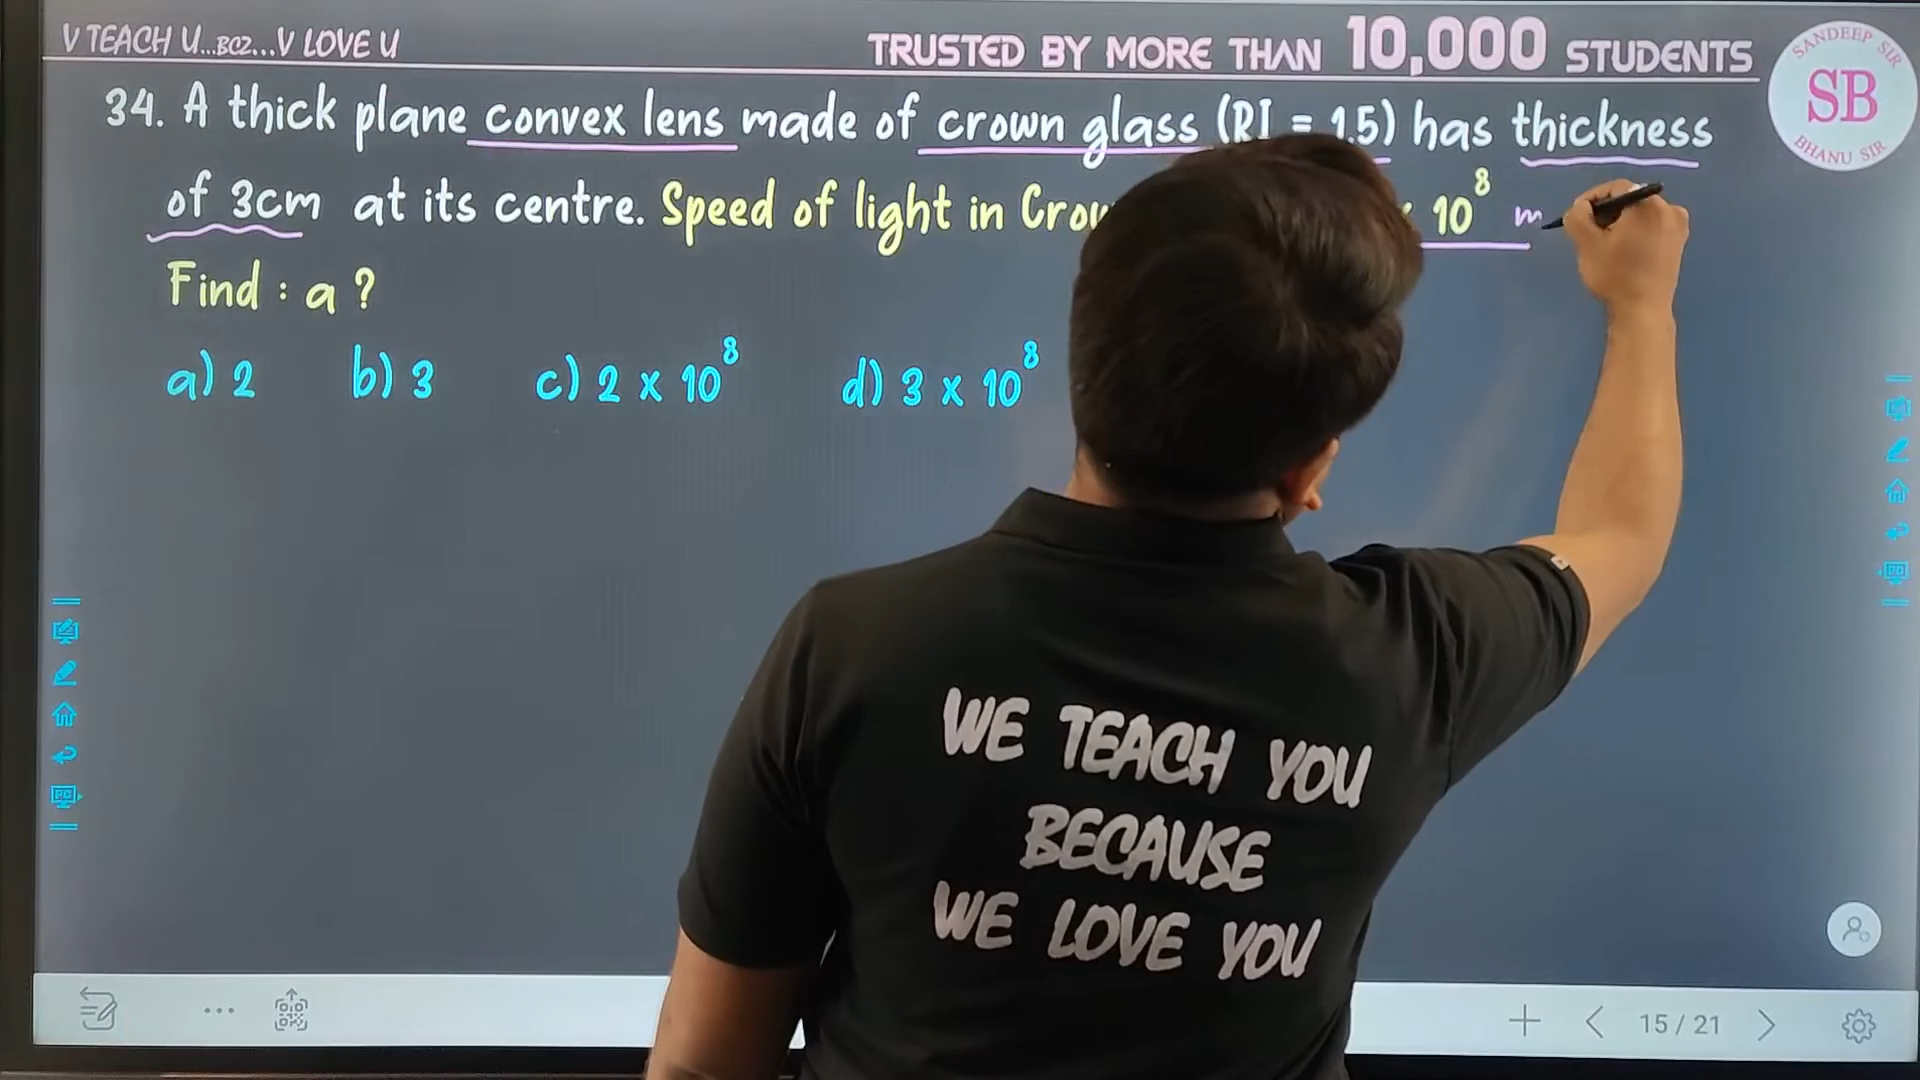 V TEACH U...BCZ...V LOVE U
TRUSTED BY MORE THAN 10,000 STUDENTS
SANDEEP SIR
SB
BHANU SIR
34. A thick plane convex lens made of crown glass (RI = 1.5) has thickness
of 3cm at its centre. Speed of light in 10⁸ m
Find : a ?
a) 2 b) 3 c) 2 x 10⁸ d) 3 x 10⁸
WE TEACH YOU
BECAUSE
WE LOVE YOU
PC
PC
15 / 21